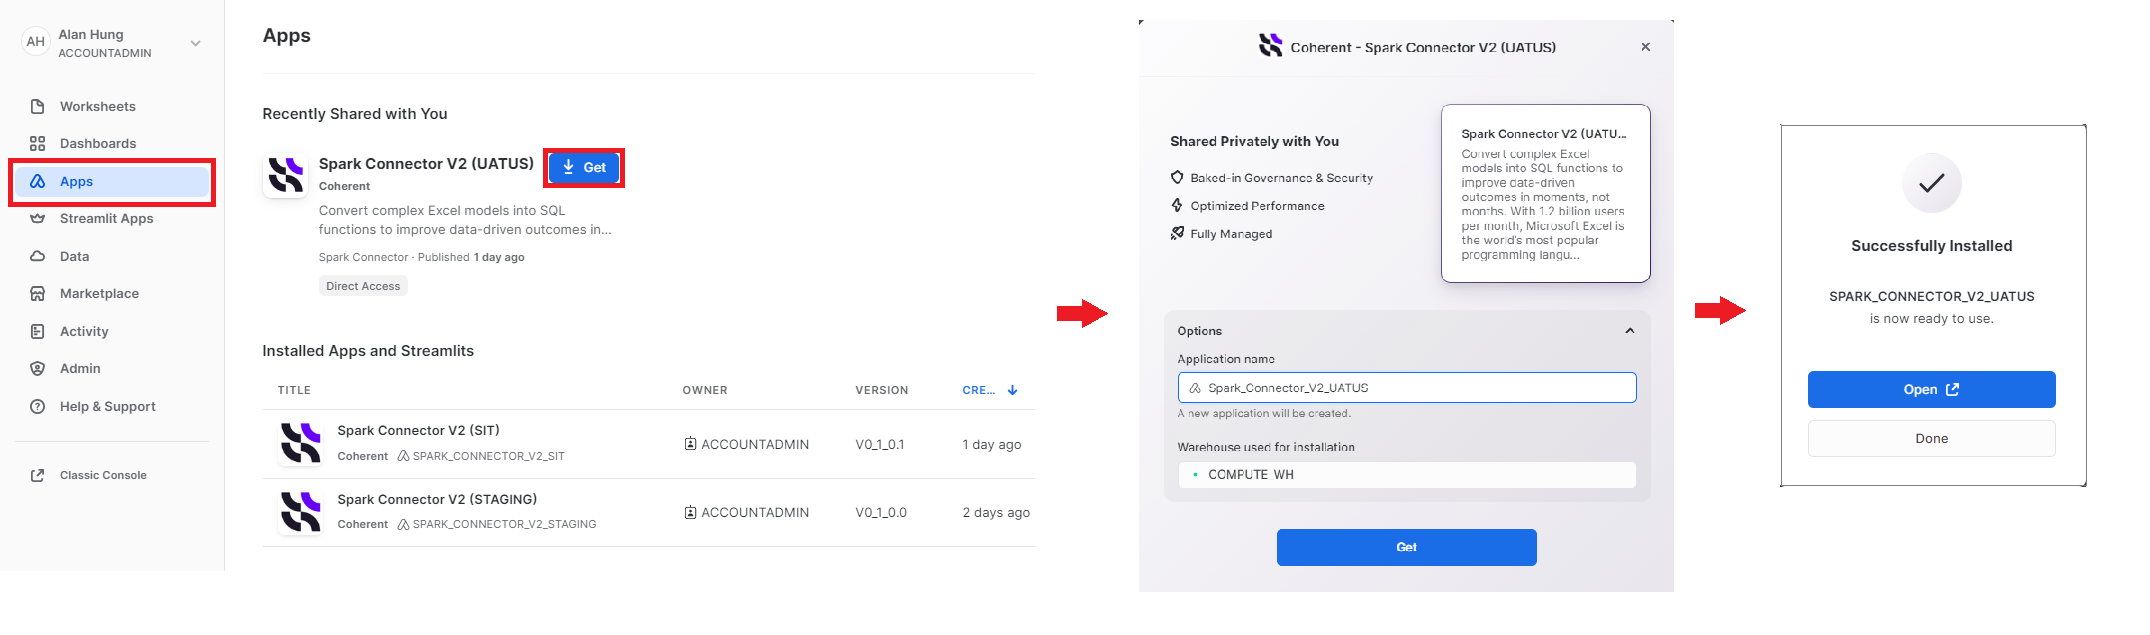 AH
Alan Hung
ACCOUNTADMIN
Worksheets
Dashboards
Apps
Streamlit Apps
Data
Marketplace
Activity
Admin
Help & Support
Classic Console
Apps
Recently Shared with You
Spark Connector V2 (UATUS)
Get
Coherent
Convert complex Excel models into SQL
functions to improve data-driven outcomes in...
Spark Connector · Published 1 day ago
Direct Access
Installed Apps and Streamlits
TITLE OWNER VERSION CRE...
Spark Connector V2 (SIT)
Coherent SPARK_CONNECTOR_V2_SIT
ACCOUNTADMIN V0_1_0.1 1 day ago
Spark Connector V2 (STAGING)
Coherent SPARK_CONNECTOR_V2_STAGING
ACCOUNTADMIN V0_1_0.0 2 days ago
Coherent - Spark Connector V2 (UATUS)
Shared Privately with You
Baked-in Governance & Security
Optimized Performance
Fully Managed
Spark Connector V2 (UATU...
Convert complex Excel
models into SQL functions to
improve data-driven
outcomes in moments, not
months. With 1.2 billion users
per month, Microsoft Excel is
the world's most popular
programming langu...
Options
Application name
Spark_Connector_V2_UATUS
A new application will be created.
Warehouse used for installation
COMPUTE_WH
Get
Successfully Installed
SPARK_CONNECTOR_V2_UATUS
is now ready to use.
Open
Done